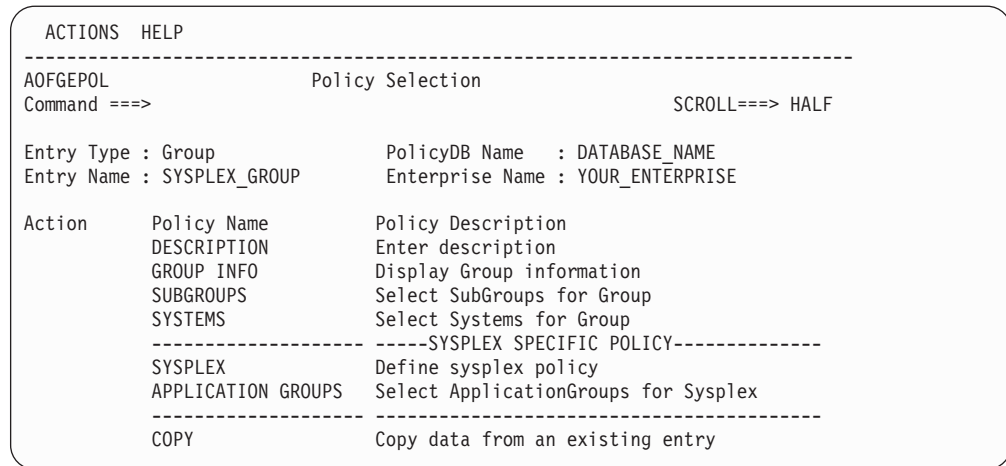 ACTIONS HELP
------------------------------------------------------------------------------
AOFGEPOL Policy Selection
Command ===> SCROLL===> HALF
Entry Type : Group PolicyDB Name : DATABASE_NAME
Entry Name : SYSPLEX_GROUP Enterprise Name : YOUR_ENTERPRISE
Action Policy Name Policy Description
DESCRIPTION Enter description
GROUP INFO Display Group information
SUBGROUPS Select SubGroups for Group
SYSTEMS Select Systems for Group
-------------------- -----SYSPLEX SPECIFIC POLICY--------------
SYSPLEX Define sysplex policy
APPLICATION GROUPS Select ApplicationGroups for Sysplex
-------------------- ------------------------------------------
COPY Copy data from an existing entry